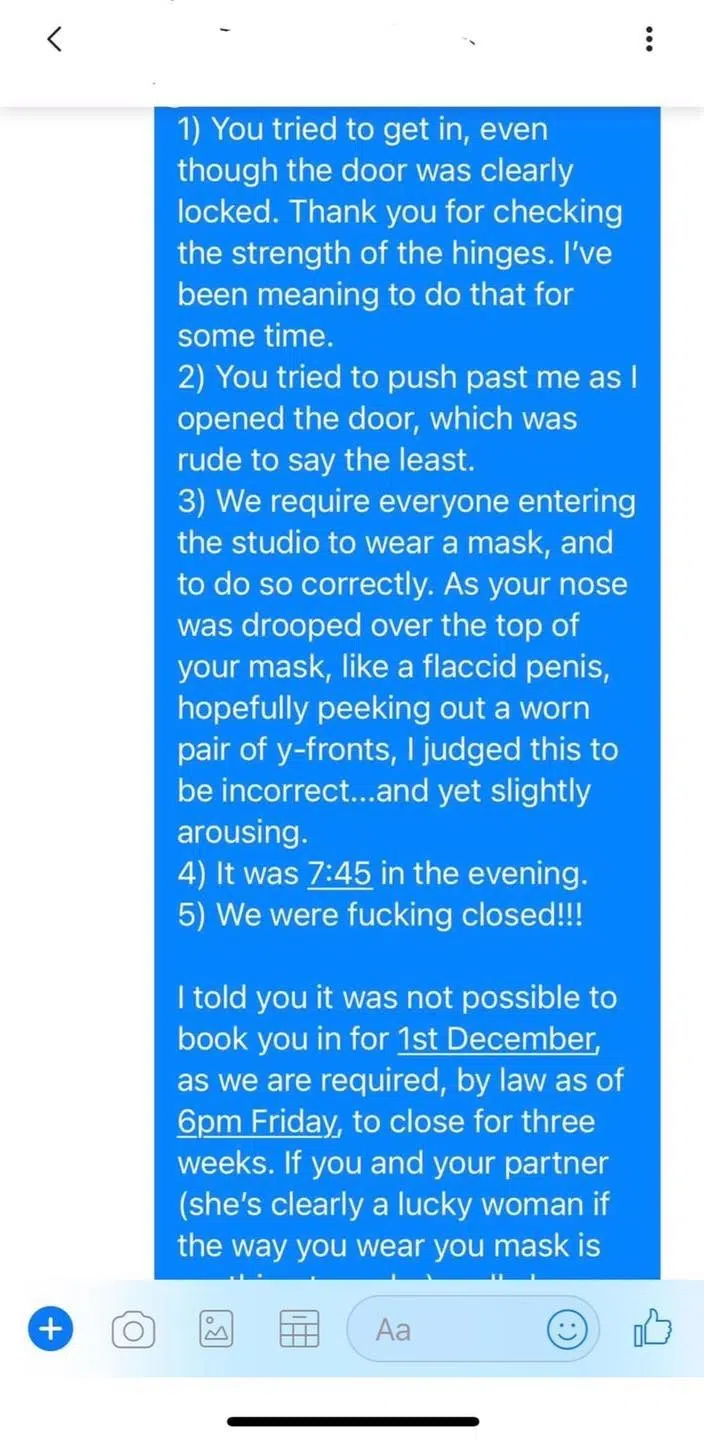 1) You tried to get in, even
though the door was clearly
locked. Thank you for checking
the strength of the hinges. I’ve
been meaning to do that for
some time.
2) You tried to push past me as I
opened the door, which was
rude to say the least.
3) We require everyone entering
the studio to wear a mask, and
to do so correctly. As your nose
was drooped over the top of
your mask, like a flaccid penis,
hopefully peeking out a worn
pair of y-fronts, I judged this to
be incorrect...and yet slightly
arousing.
4) It was 7:45 in the evening.
5) We were fucking closed!!!
I told you it was not possible to
book you in for 1st December,
as we are required, by law as of
6pm Friday, to close for three
weeks. If you and your partner
(she’s clearly a lucky woman if
the way you wear you mask is
Aa